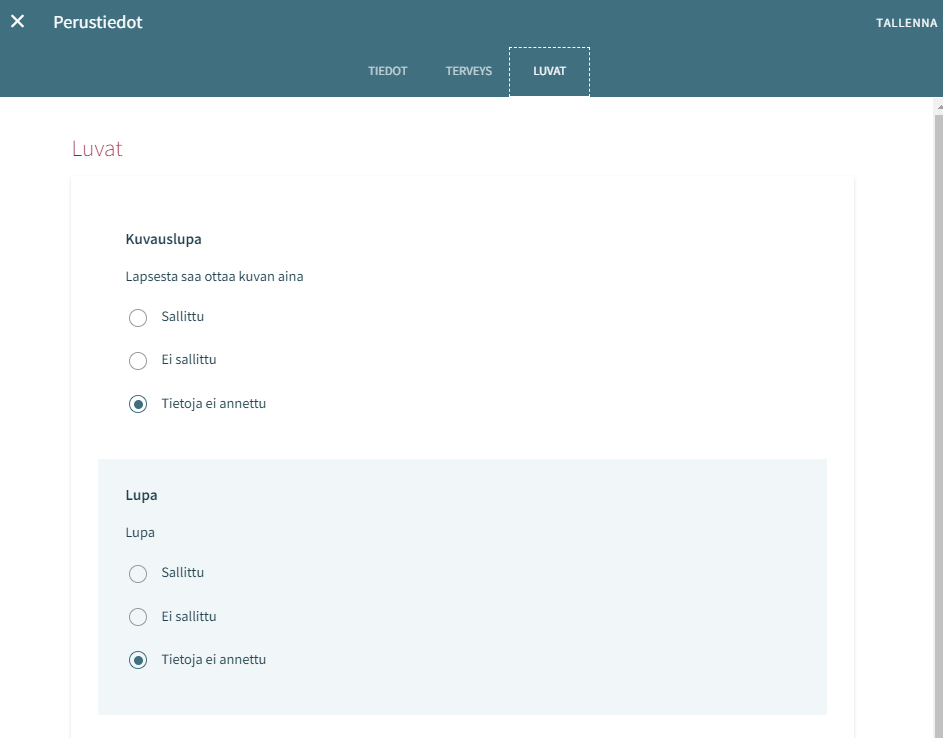 Perustiedot
TALLENNA
TIEDOT
TERVEYS
LUVAT
Luvat
Kuvauslupa
Lapsesta saa ottaa kuvan aina
Sallittu
Ei sallittu
Tietoja ei annettu
Lupa
Lupa
Sallittu
Ei sallittu
Tietoja ei annettu